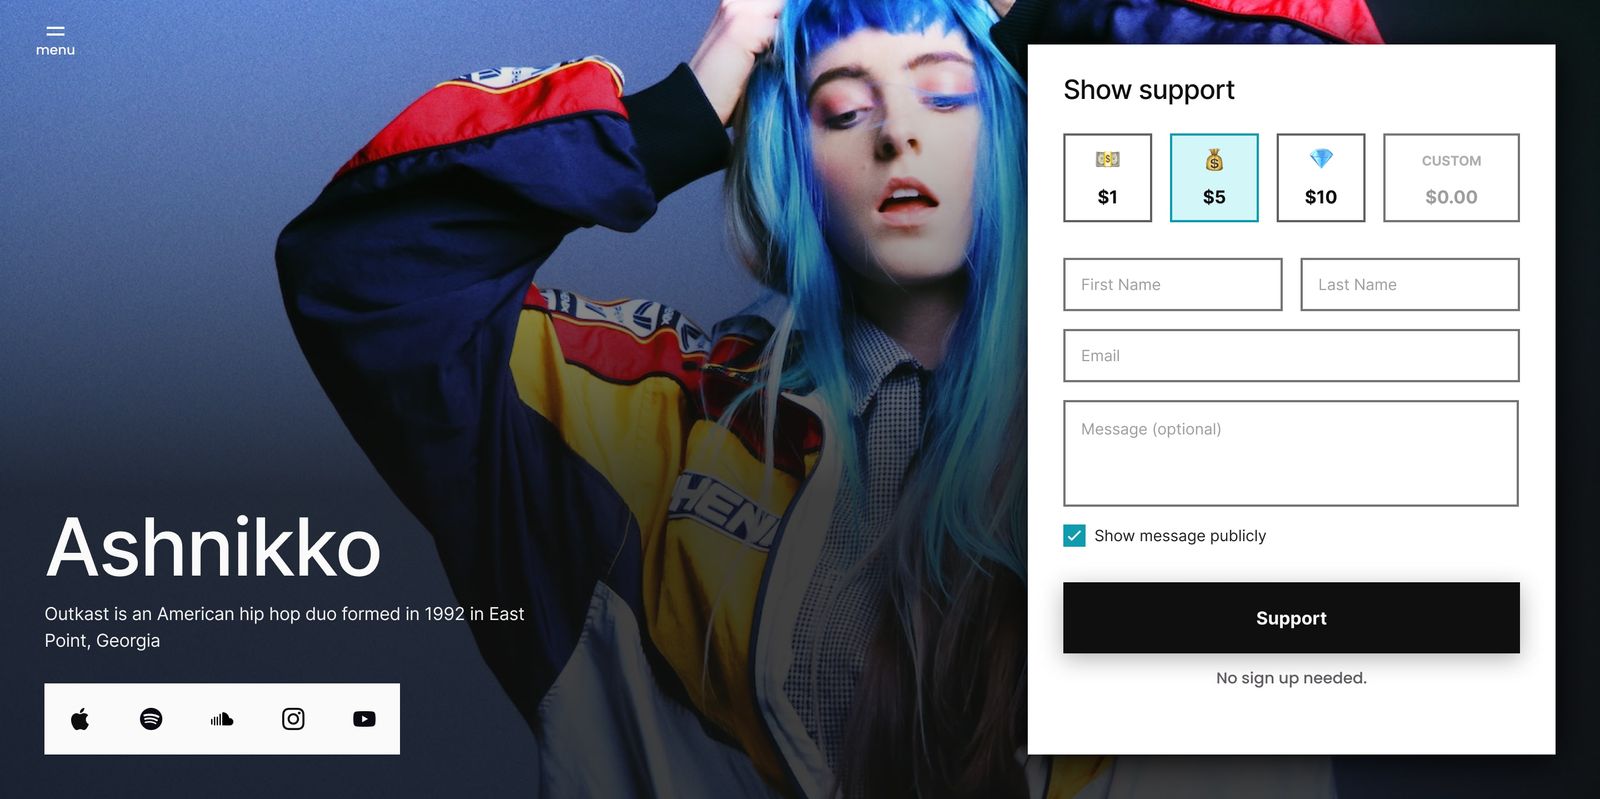 menu
Show support
$1
$5
$10
CUSTOM
$0.00
First Name
Last Name
Email
Message (optional)
Show message publicly
Support
No sign up needed.
Ashnikko
Outkast is an American hip hop duo formed in 1992 in East
Point, Georgia